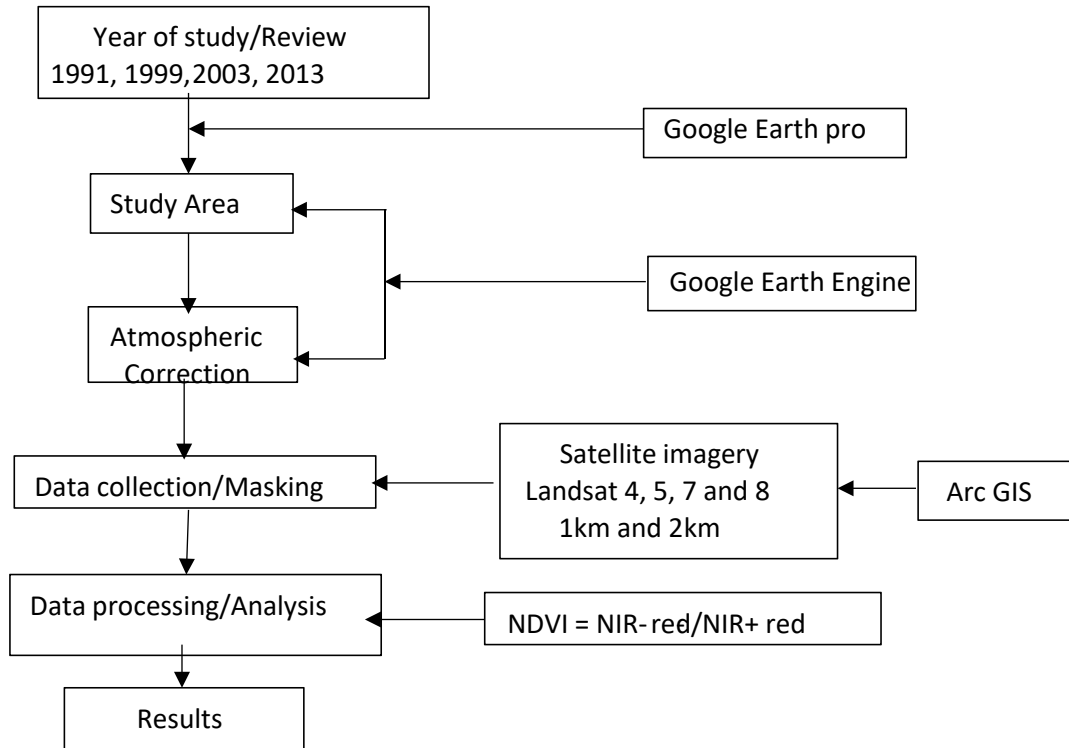 Year of study/Review
1991, 1999,2003, 2013
Google Earth pro
Study Area
Google Earth Engine
Atmospheric
Correction
Satellite imagery
Landsat 4, 5, 7 and 8
1km and 2km
Data collection/Masking
Arc GIS
Data processing/Analysis
NDVI = NIR- red/NIR+ red
Results